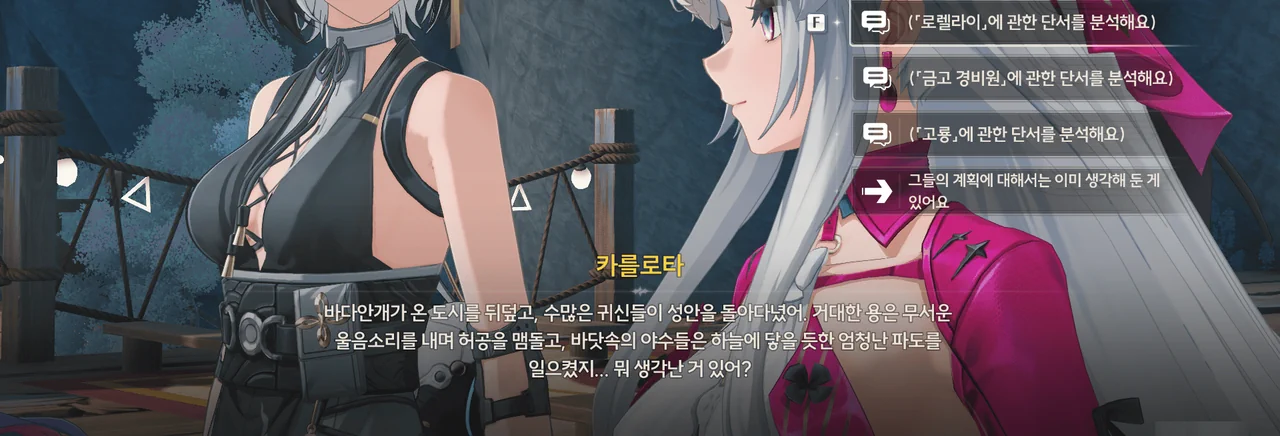 F
(「로렐라이」에 관한 단서를 분석해요)
(「금고 경비원」에 관한 단서를 분석해요)
(「고룡」에 관한 단서를 분석해요)
그들의 계획에 대해서는 이미 생각해 둔 게
있어요
카를로타
바다안개가 온 도시를 뒤덮고, 수많은 귀신들이 성안을 돌아다녔어. 거대한 용은 무서운
울음소리를 내며 허공을 맴돌고, 바닷속의 야수들은 하늘에 닿을 듯한 엄청난 파도를
일으켰지... 뭐 생각난 거 있어?